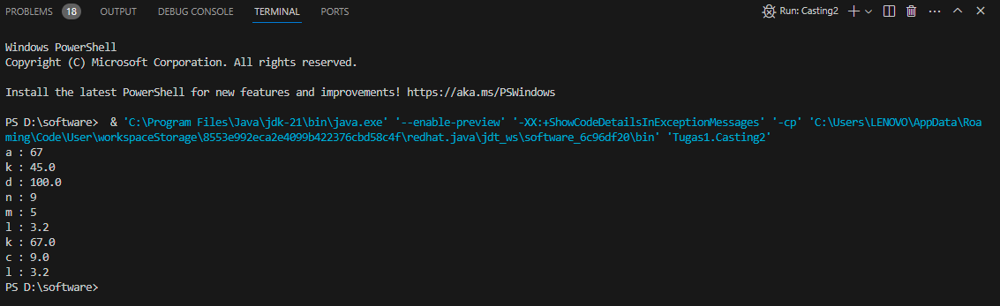 PROBLEMS 18 OUTPUT DEBUG CONSOLE TERMINAL PORTS Run: Casting2
Windows PowerShell
Copyright (C) Microsoft Corporation. All rights reserved.
Install the latest PowerShell for new features and improvements! https://aka.ms/PSWindows
PS D:\software>  & 'C:\Program Files\Java\jdk-21\bin\java.exe' '--enable-preview' '-XX:+ShowCodeDetailsInExceptionMessages' '-cp' 'C:\Users\LENOVO\AppData\Roa
ming\Code\User\workspaceStorage\8553e992eca2e4099b422376cbd58c4f\redhat.java\jdt_ws\software_6c96df20\bin' 'Tugas1.Casting2'
a : 67
k : 45.0
d : 100.0
n : 9
m : 5
l : 3.2
k : 67.0
c : 9.0
l : 3.2
PS D:\software>